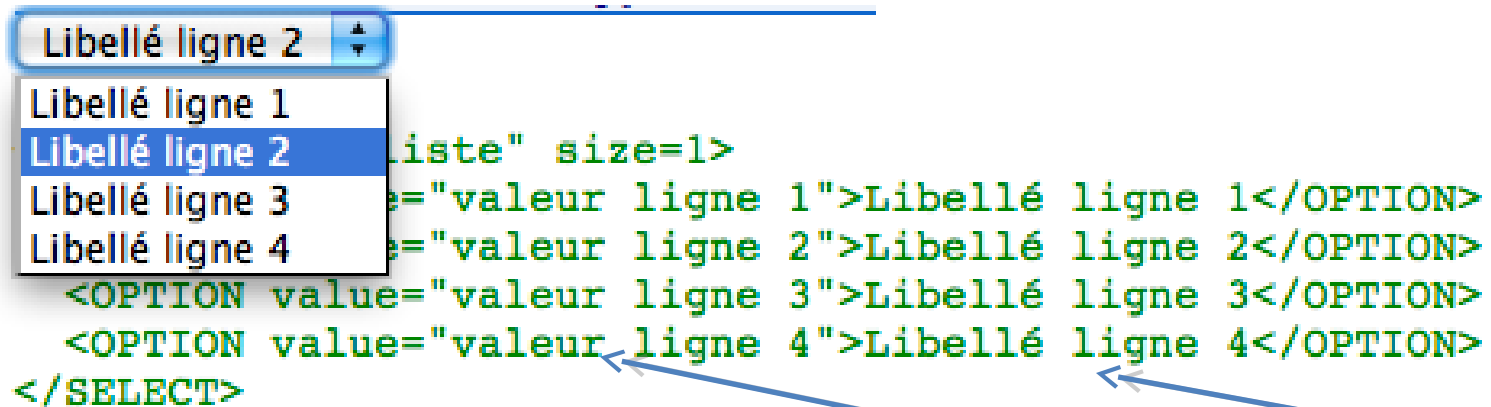 Libellé ligne 2
Libellé ligne 1
Libellé ligne 2
Libellé ligne 3
Libellé ligne 4
iste" size=1>
="valeur ligne 1">Libellé ligne 1</OPTION>
="valeur ligne 2">Libellé ligne 2</OPTION>
<OPTION value="valeur ligne 3">Libellé ligne 3</OPTION>
<OPTION value="valeur ligne 4">Libellé ligne 4</OPTION>
</SELECT>